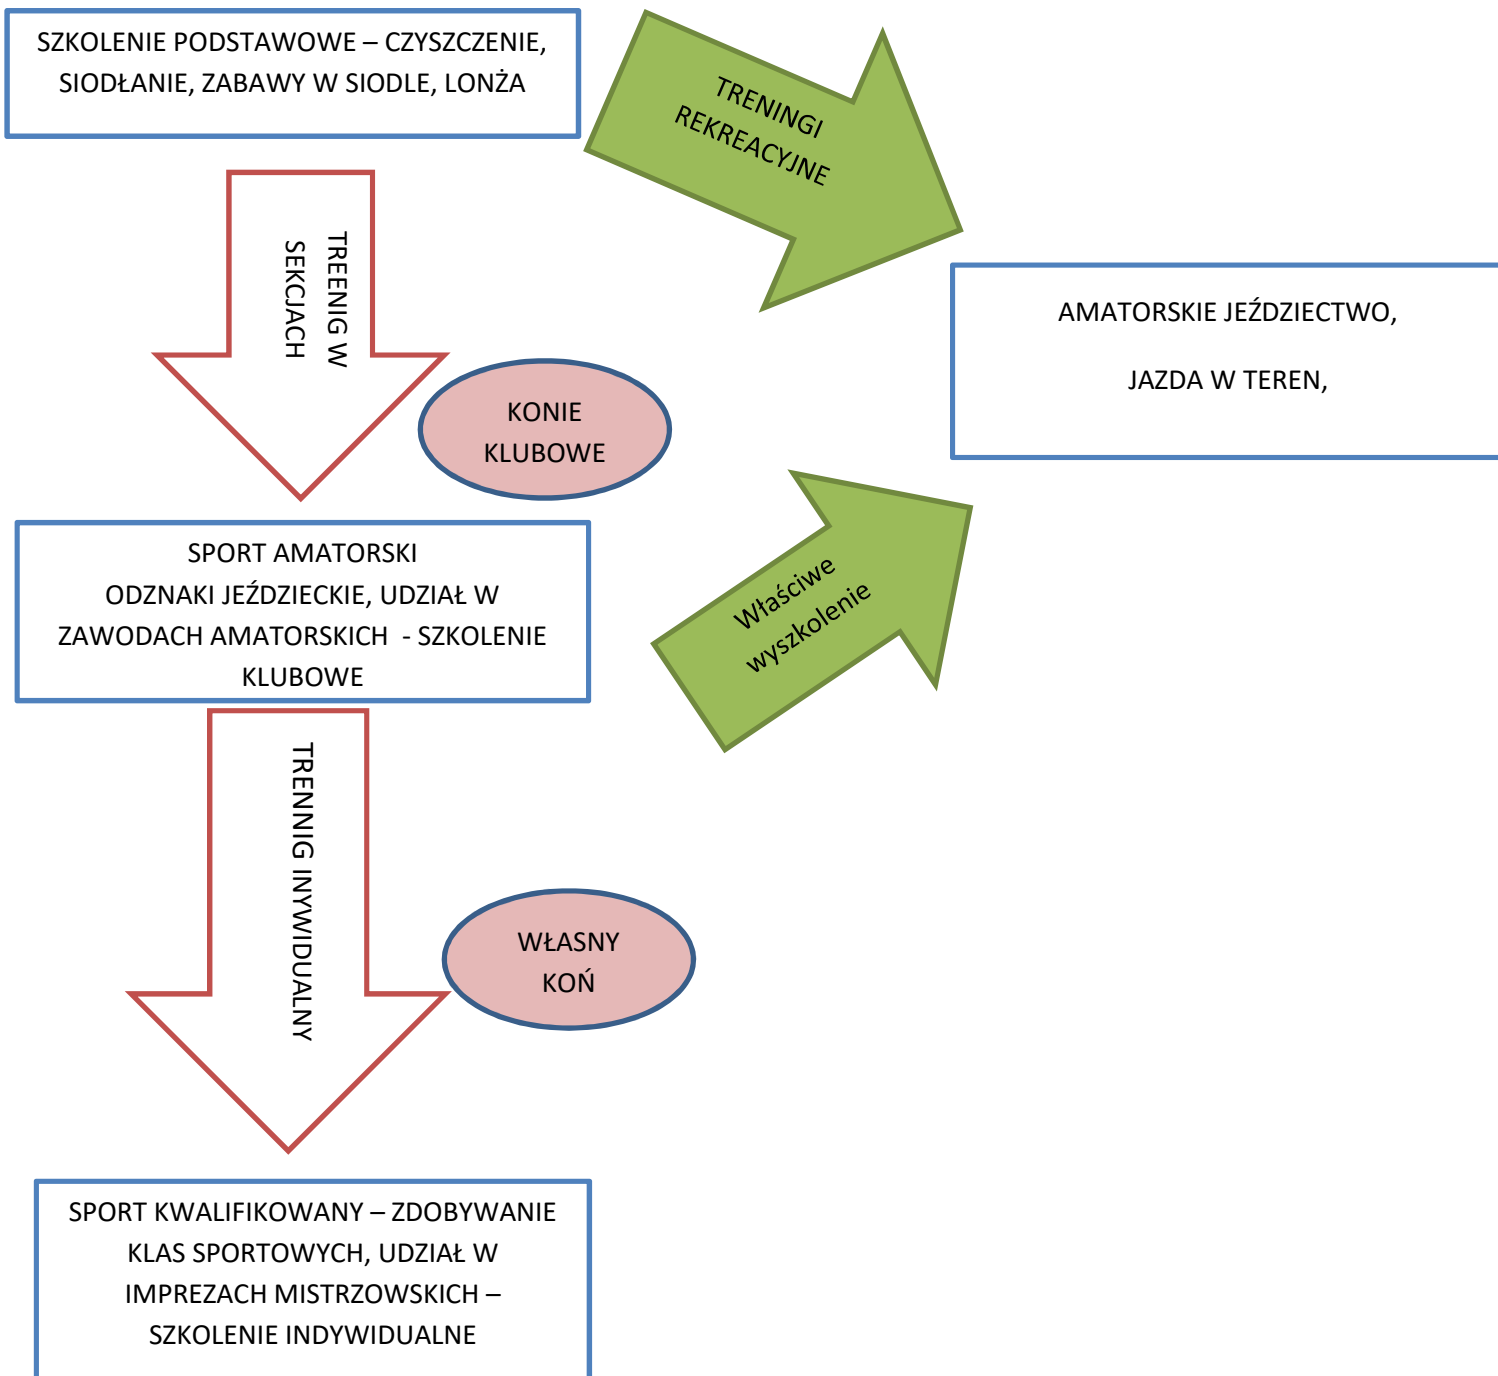 SZKOLENIE PODSTAWOWE – CZYSZCZENIE,
SIODŁANIE, ZABAWY W SIODLE, LONŻA
TRENINGI
REKREACYJNE
TREENIG W
SEKCJACH
AMATORSKIE JEŹDZIECTWO,
JAZDA W TEREN,
KONIE
KLUBOWE
SPORT AMATORSKI
ODZNAKI JEŹDZIECKIE, UDZIAŁ W
ZAWODACH AMATORSKICH - SZKOLENIE
KLUBOWE
Właściwe
wyszkolenie
TRENNIG INYWIDUALNY
WŁASNY
KOŃ
SPORT KWALIFIKOWANY – ZDOBYWANIE
KLAS SPORTOWYCH, UDZIAŁ W
IMPREZACH MISTRZOWSKICH –
SZKOLENIE INDYWIDUALNE